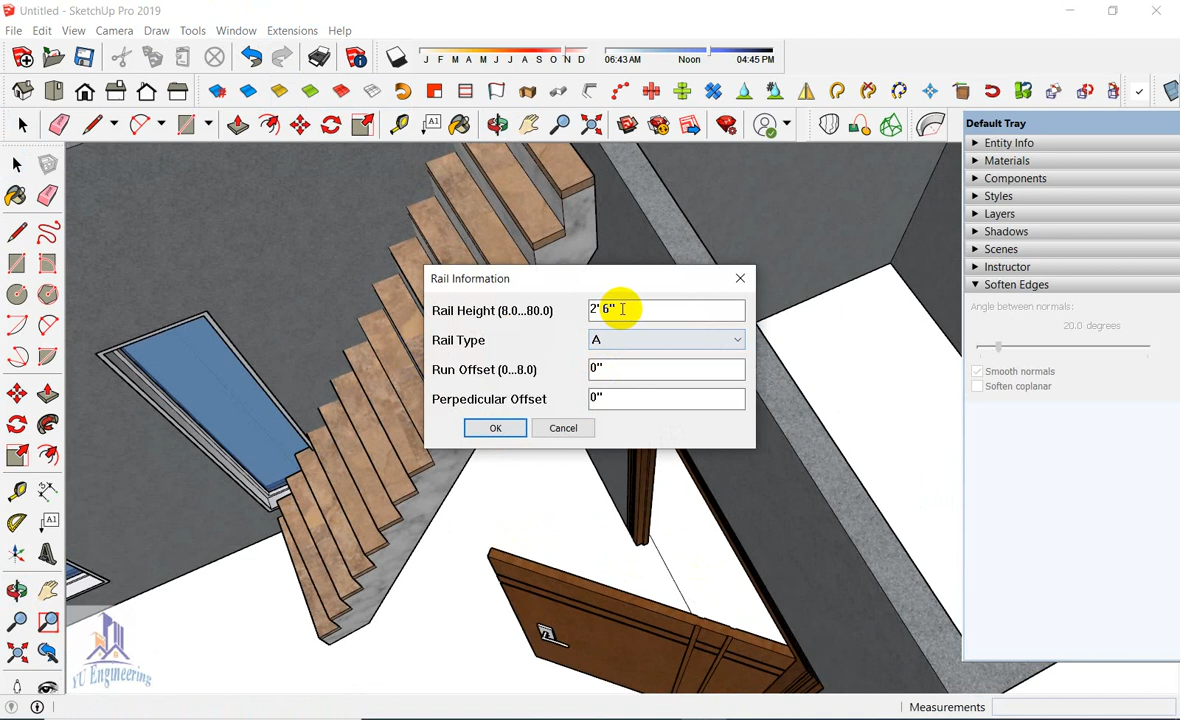 Untitled - SketchUp Pro 2019
File Edit View Camera Draw Tools Window Extensions Help
J F M A M J J A S O N D
06:43AM Noon 04:45 PM
A1
Default Tray
Entity Info
Materials
Components
Styles
Layers
Shadows
Scenes
Instructor
Soften Edges
Angle between normals:
20.0 degrees
Smooth normals
Soften coplanar
Rail Information
Rail Height (8.0...80.0) 2' 6"
Rail Type A
Run Offset (0...8.0) 0"
Perpedicular Offset 0"
OK Cancel
A1
YU Engineering
Measurements